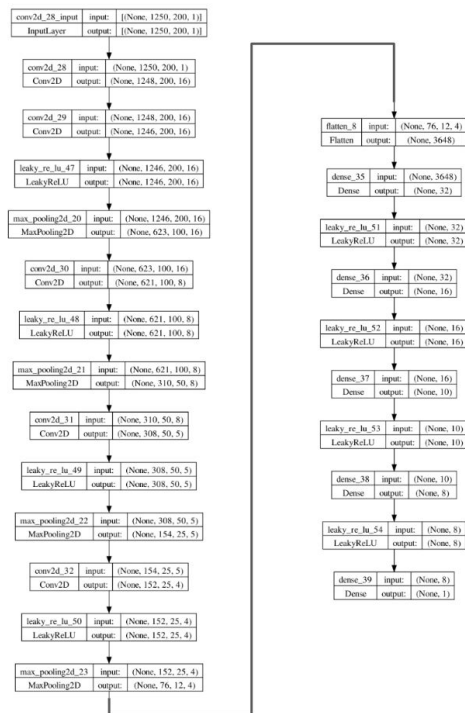 conv2d_28_input input: [(None, 1250, 200, 1)]
InputLayer output: [(None, 1250, 200, 1)]
conv2d_28 input: (None, 1250, 200, 1)
Conv2D output: (None, 1248, 200, 16)
conv2d_29 input: (None, 1248, 200, 16)
Conv2D output: (None, 1246, 200, 16)
leaky_re_lu_47 input: (None, 1246, 200, 16)
LeakyReLU output: (None, 1246, 200, 16)
max_pooling2d_20 input: (None, 1246, 200, 16)
MaxPooling2D output: (None, 623, 100, 16)
conv2d_30 input: (None, 623, 100, 16)
Conv2D output: (None, 621, 100, 8)
leaky_re_lu_48 input: (None, 621, 100, 8)
LeakyReLU output: (None, 621, 100, 8)
max_pooling2d_21 input: (None, 621, 100, 8)
MaxPooling2D output: (None, 310, 50, 8)
conv2d_31 input: (None, 310, 50, 8)
Conv2D output: (None, 308, 50, 5)
leaky_re_lu_49 input: (None, 308, 50, 5)
LeakyReLU output: (None, 308, 50, 5)
max_pooling2d_22 input: (None, 308, 50, 5)
MaxPooling2D output: (None, 154, 25, 5)
conv2d_32 input: (None, 154, 25, 5)
Conv2D output: (None, 152, 25, 4)
leaky_re_lu_50 input: (None, 152, 25, 4)
LeakyReLU output: (None, 152, 25, 4)
max_pooling2d_23 input: (None, 152, 25, 4)
MaxPooling2D output: (None, 76, 12, 4)
flatten_8 input: (None, 76, 12, 4)
Flatten output: (None, 3648)
dense_35 input: (None, 3648)
Dense output: (None, 32)
leaky_re_lu_51 input: (None, 32)
LeakyReLU output: (None, 32)
dense_36 input: (None, 32)
Dense output: (None, 16)
leaky_re_lu_52 input: (None, 16)
LeakyReLU output: (None, 16)
dense_37 input: (None, 16)
Dense output: (None, 10)
leaky_re_lu_53 input: (None, 10)
LeakyReLU output: (None, 10)
dense_38 input: (None, 10)
Dense output: (None, 8)
leaky_re_lu_54 input: (None, 8)
LeakyReLU output: (None, 8)
dense_39 input: (None, 8)
Dense output: (None, 1)